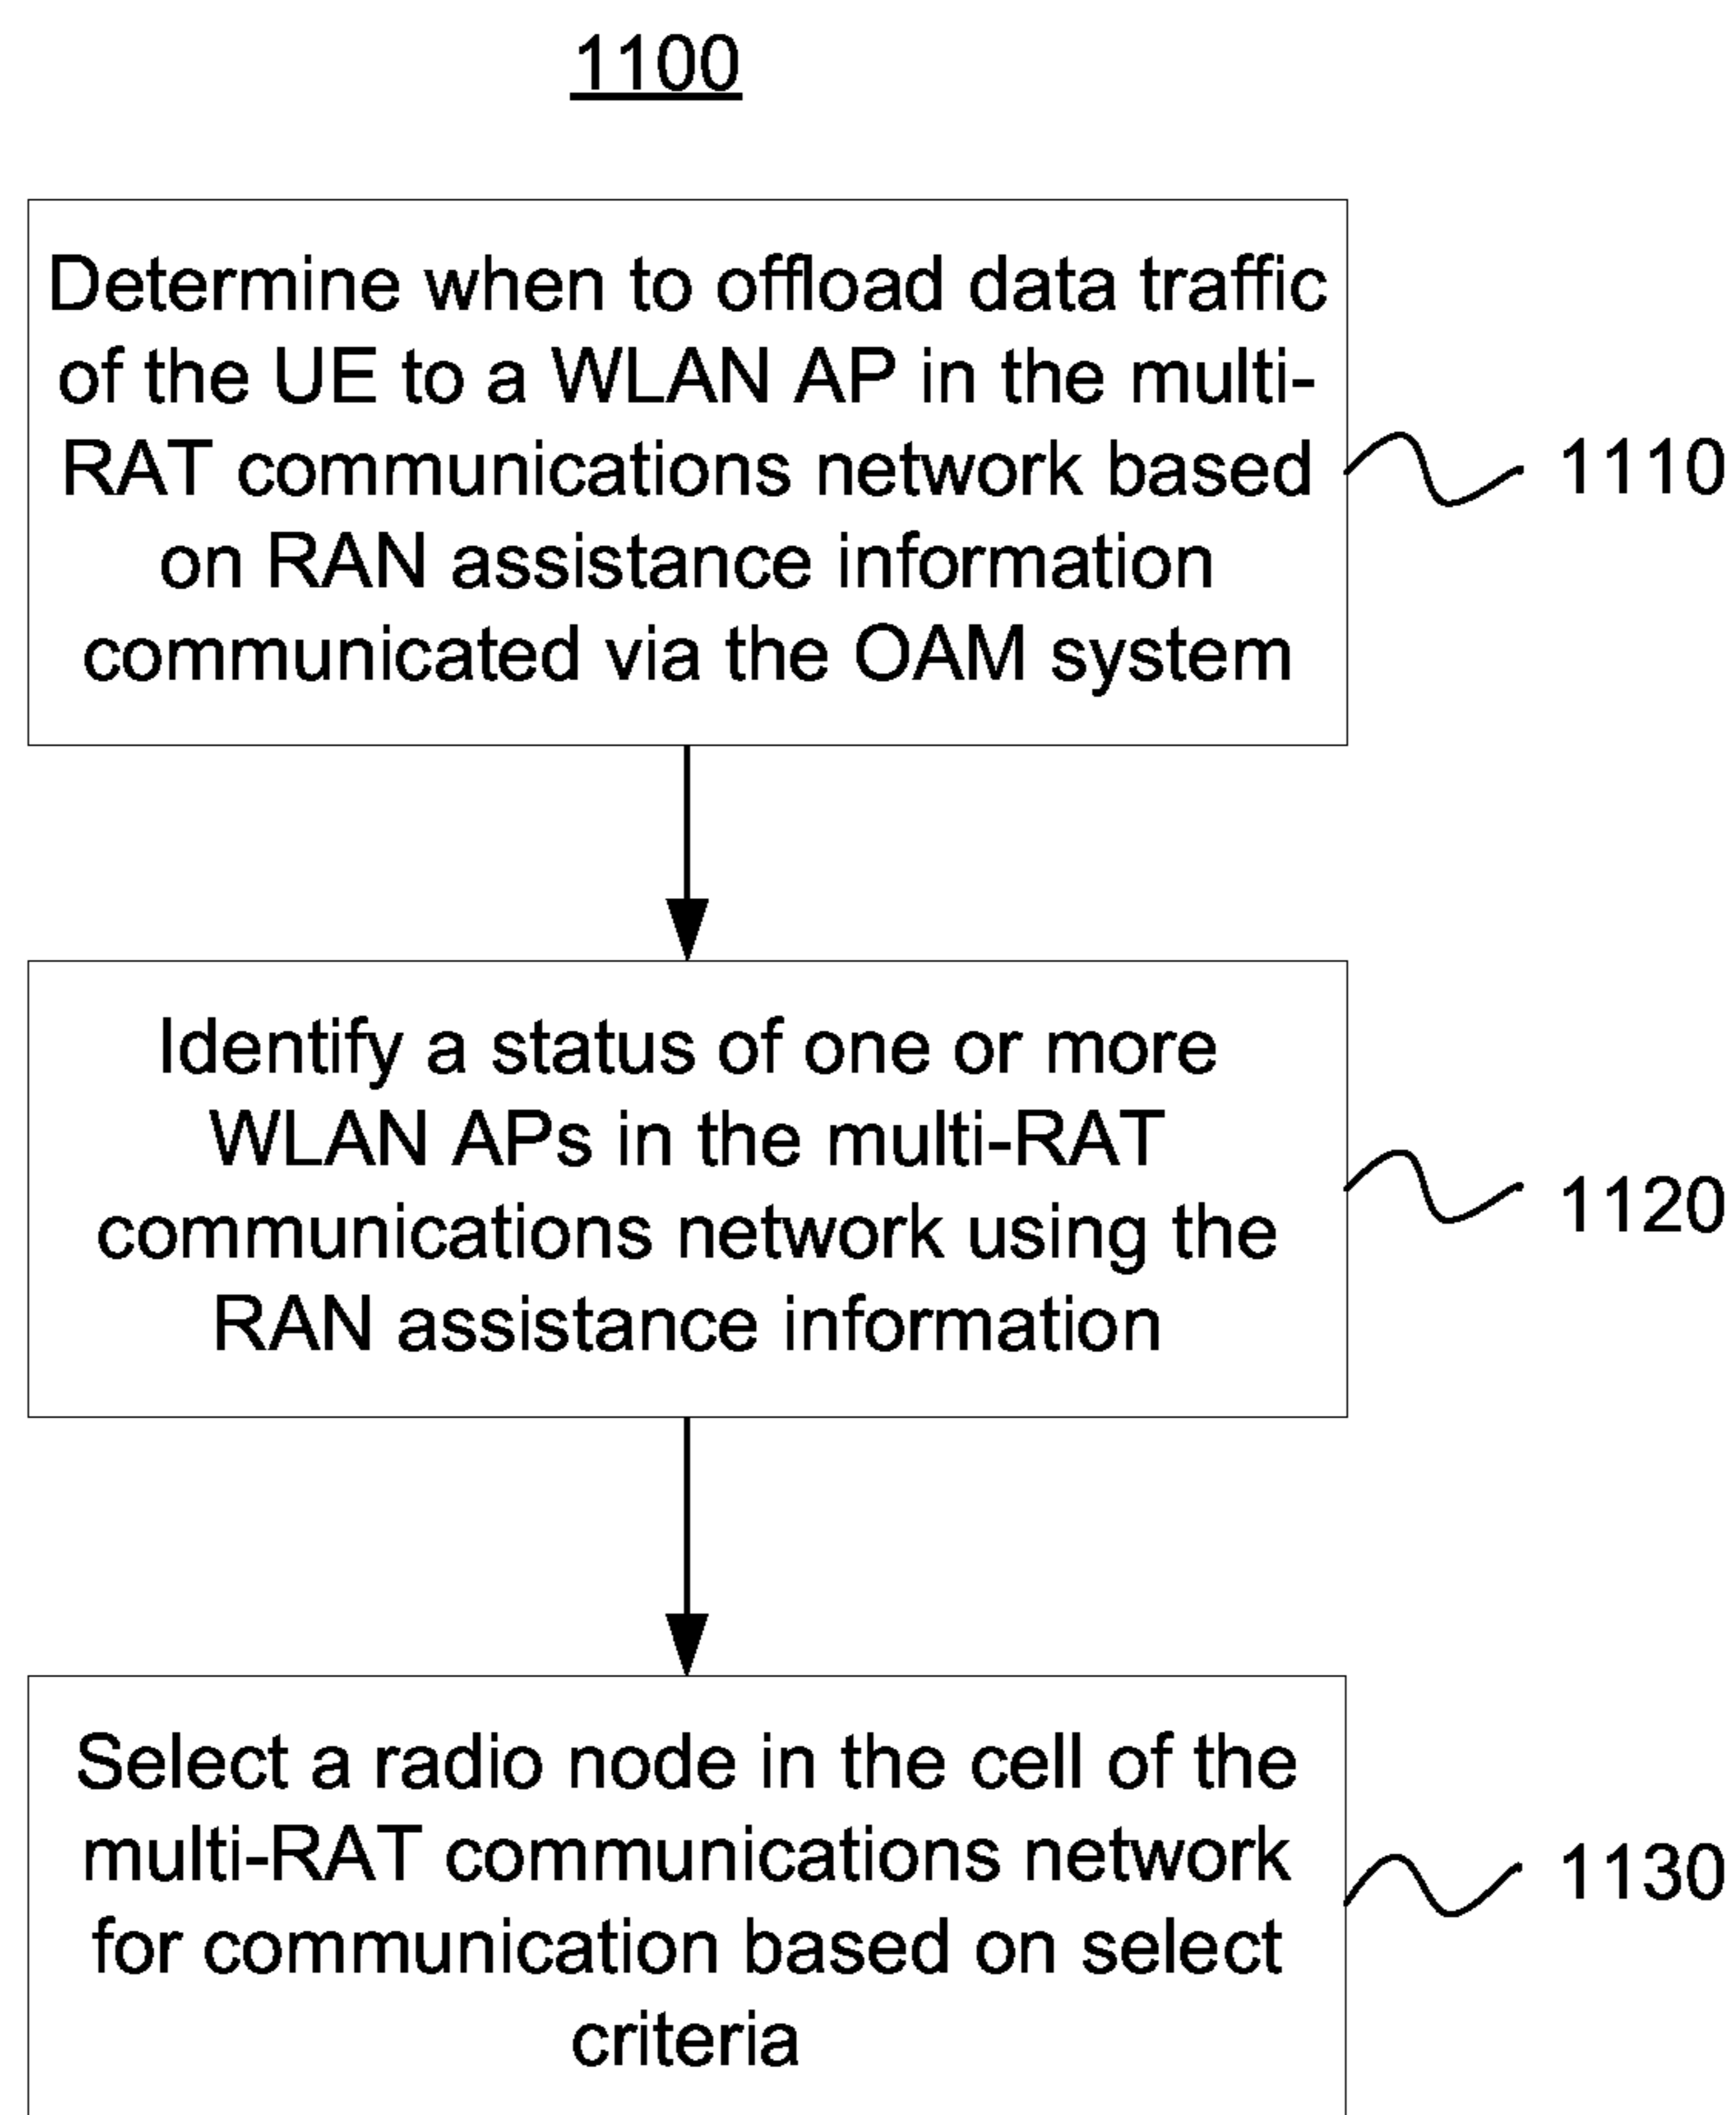 1100
Determine when to offload data traffic
of the UE to a WLAN AP in the multi-
RAT communications network based
on RAN assistance information
communicated via the OAM system
1110
Identify a status of one or more
WLAN APs in the multi-RAT
communications network using the
RAN assistance information
1120
Select a radio node in the cell of the
multi-RAT communications network
for communication based on select
criteria
1130